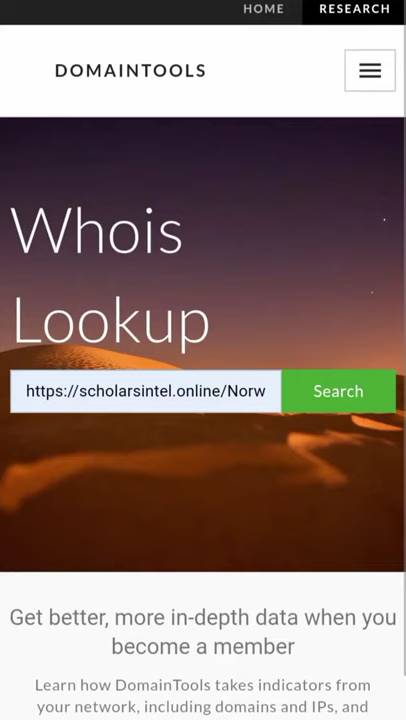 HOME RESEARCH
DOMAINTOOLS
Whois
Lookup
https://scholarsintel.online/Norw Search
Get better, more in-depth data when you
become a member
Learn how DomainTools takes indicators from
your network, including domains and IPs, and